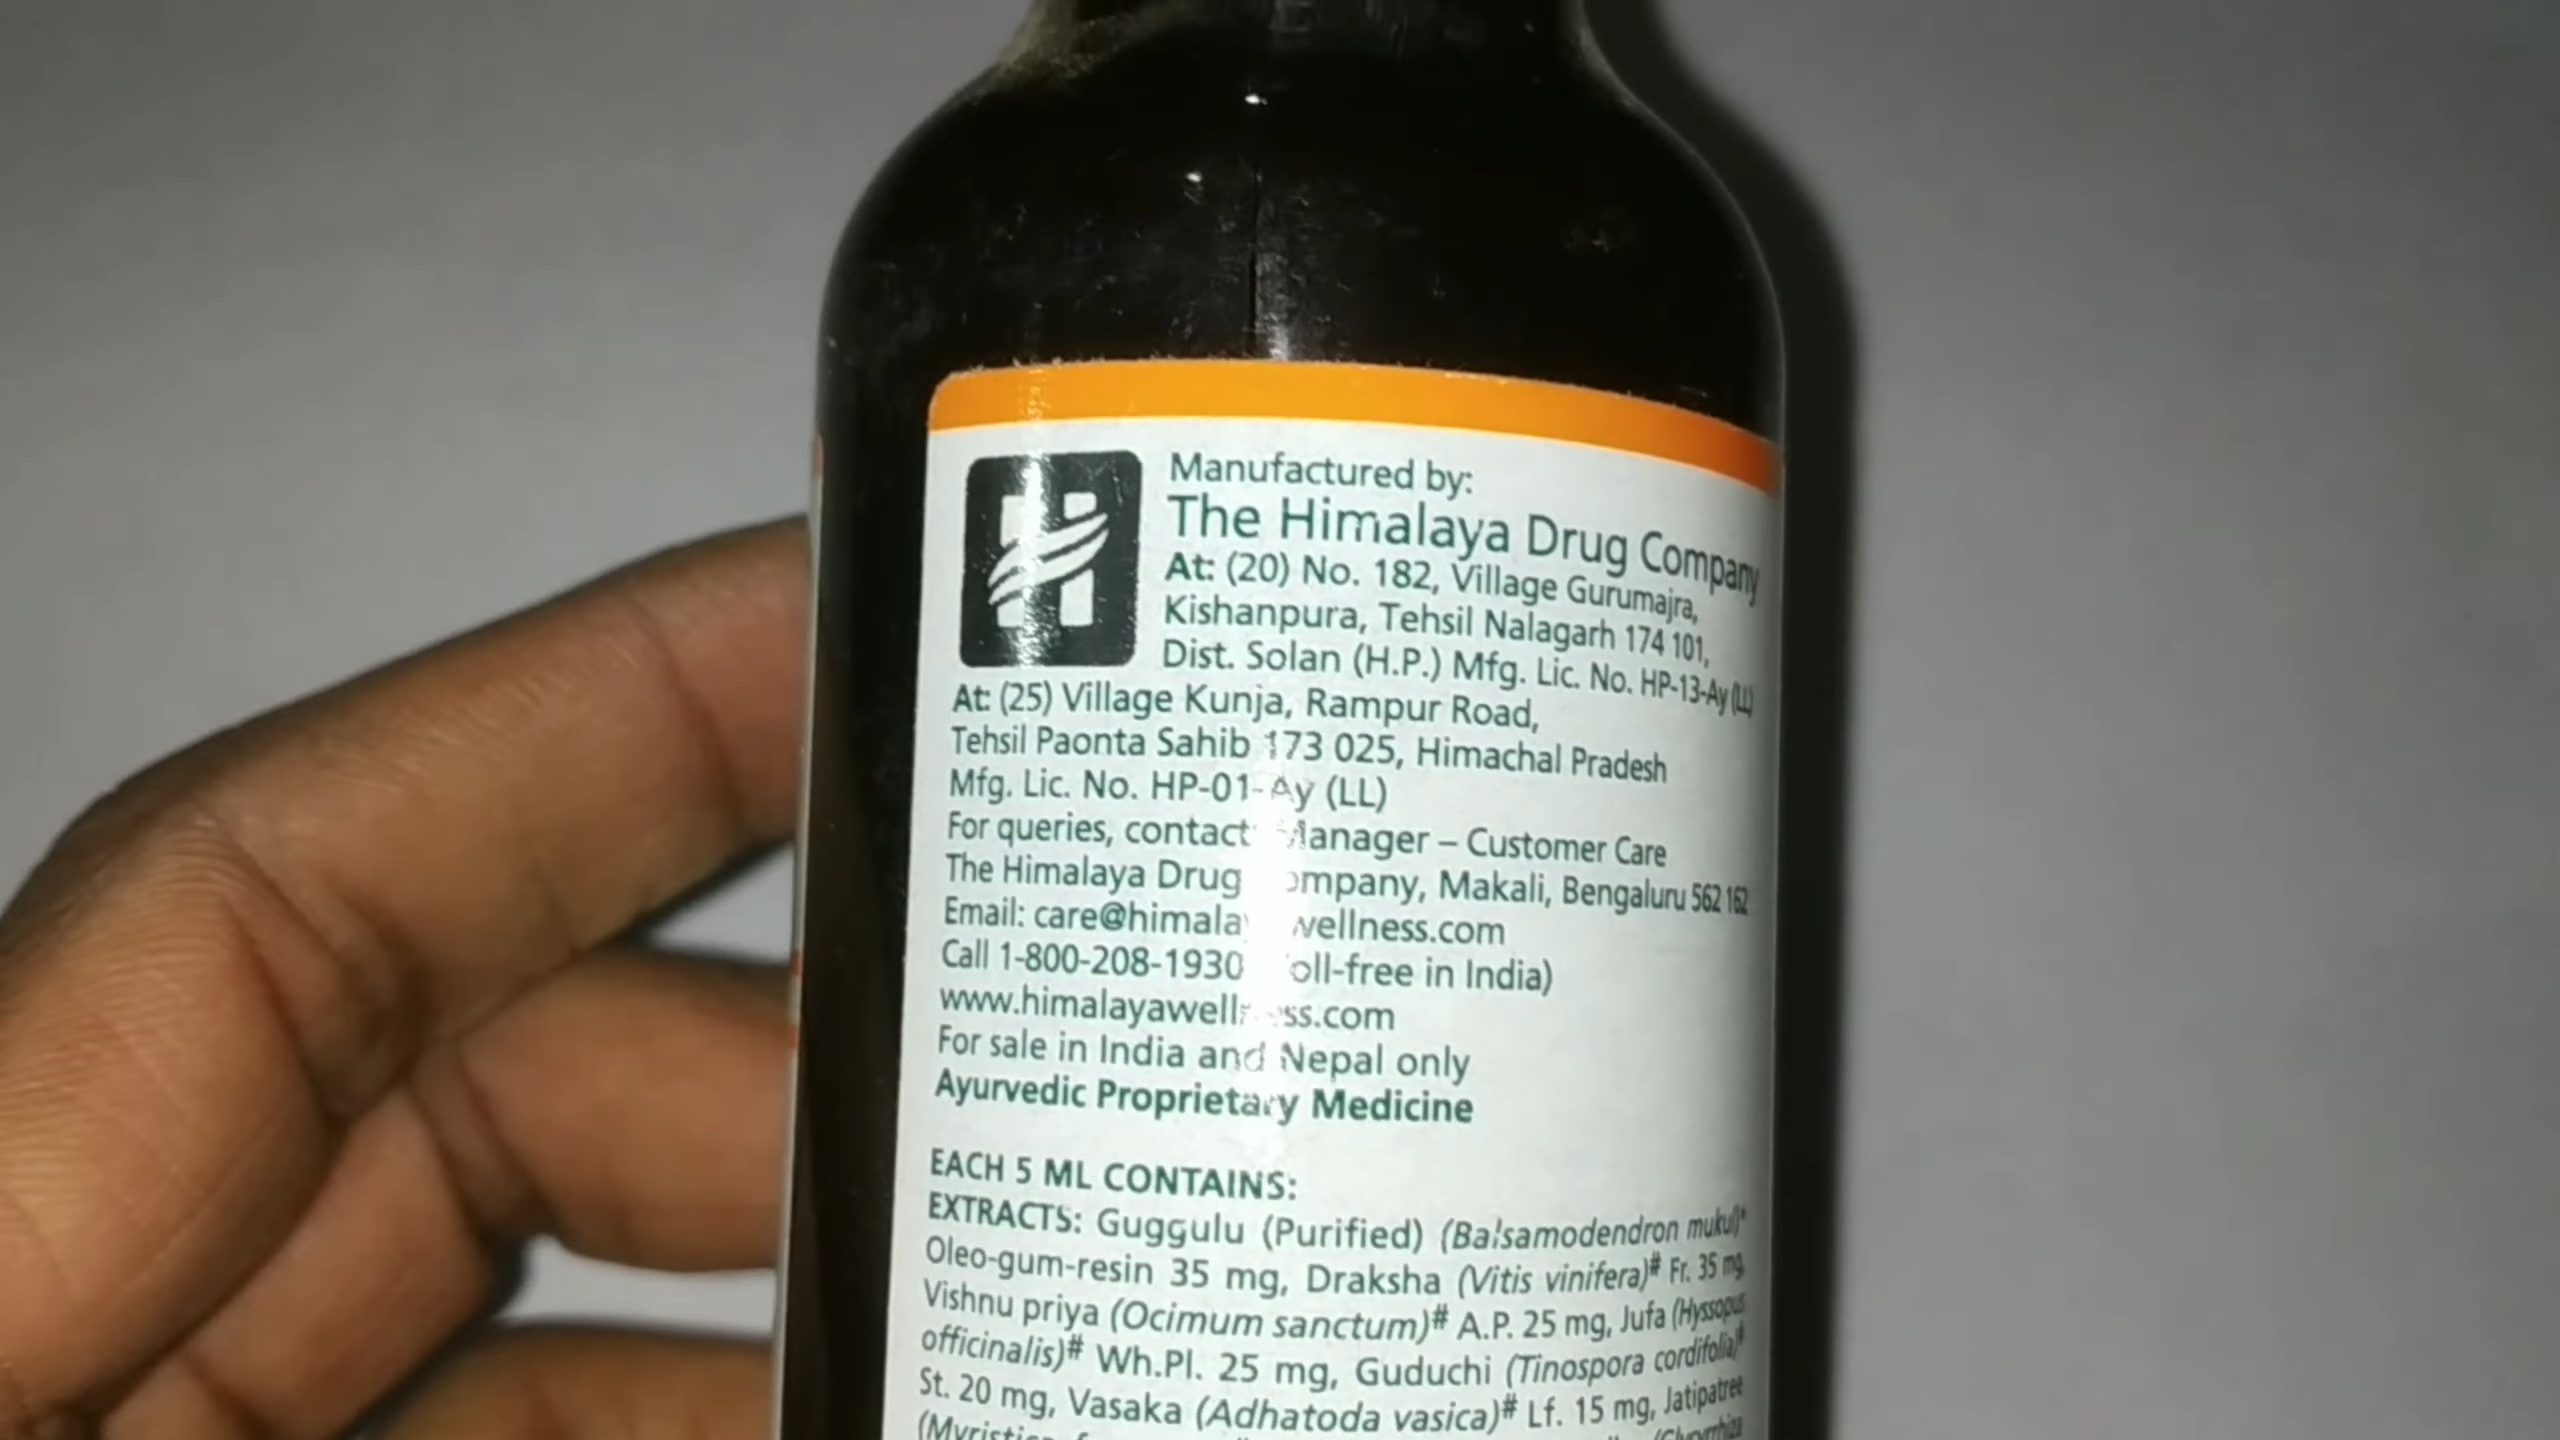 Manufactured by:
The Himalaya Drug Company
At: (20) No. 182, Village Gurumajra,
Kishanpura, Tehsil Nalagarh 174 101,
Dist. Solan (H.P.) Mfg. Lic. No. HP-13-Ay (LL)
At: (25) Village Kunja, Rampur Road,
Tehsil Paonta Sahib 173 025, Himachal Pradesh
Mfg. Lic. No. HP-01-Ay (LL)
For queries, contact: Manager – Customer Care
The Himalaya Drug Company, Makali, Bengaluru 562 162
Email: care@himalayawellness.com
Call 1-800-208-1930 (Toll-free in India)
www.himalayawellness.com
For sale in India and Nepal only
Ayurvedic Proprietary Medicine
EACH 5 ML CONTAINS:
EXTRACTS: Guggulu (Purified) (Balsamodendron mukul)*
Oleo-gum-resin 35 mg, Draksha (Vitis vinifera)# Fr. 35 mg,
Vishnu priya (Ocimum sanctum)# A.P. 25 mg, Jufa (Hyssopus
officinalis)# Wh.Pl. 25 mg, Guduchi (Tinospora cordifolia)#
St. 20 mg, Vasaka (Adhatoda vasica)# Lf. 15 mg, Jatipatree